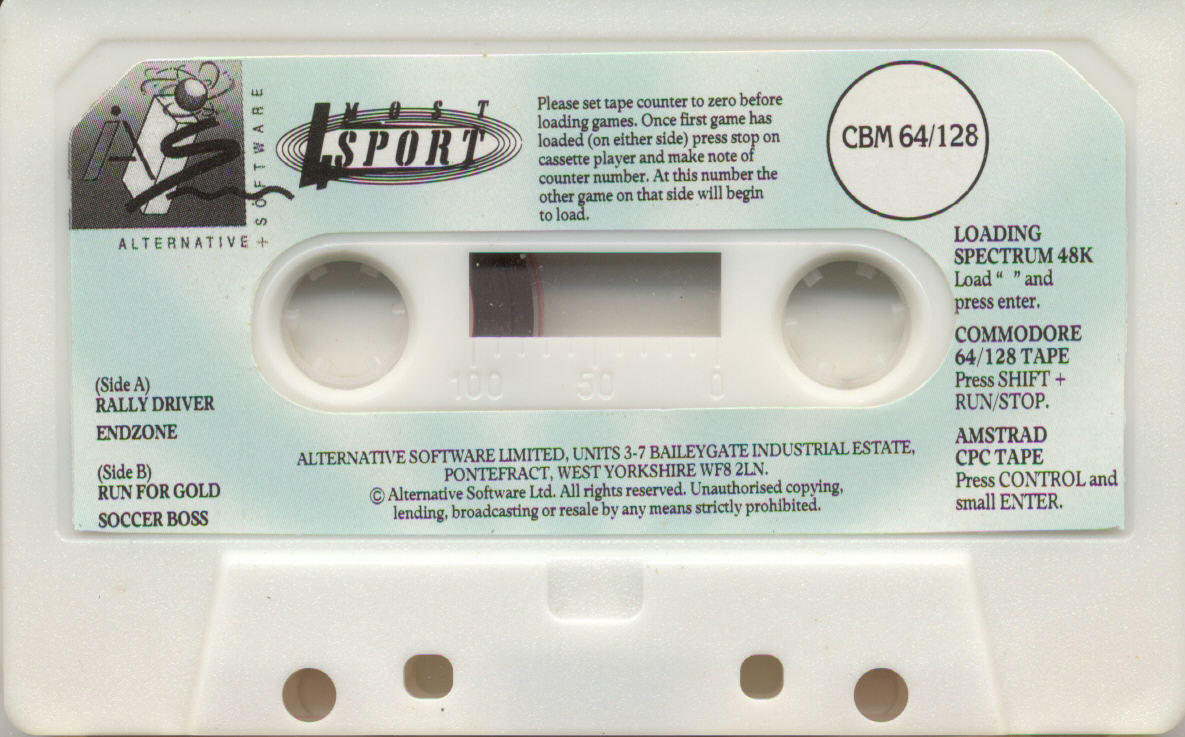 iAS
ALTERNATIVE + SOFTWARE
4 MOST
SPORT
Please set tape counter to zero before
loading games. Once first game has
loaded (on either side) press stop on
cassette player and make note of
counter number. At this number the
other game on that side will begin
to load.
CBM 64/128
LOADING
SPECTRUM 48K
Load “ ” and
press enter.
COMMODORE
64/128 TAPE
Press SHIFT +
RUN/STOP.
AMSTRAD
CPC TAPE
Press CONTROL and
small ENTER.
100 50 0
(Side A)
RALLY DRIVER
ENDZONE
(Side B)
RUN FOR GOLD
SOCCER BOSS
ALTERNATIVE SOFTWARE LIMITED, UNITS 3-7 BAILEYGATE INDUSTRIAL ESTATE,
PONTEFRACT, WEST YORKSHIRE WF8 2LN.
© Alternative Software Ltd. All rights reserved. Unauthorised copying,
lending, broadcasting or resale by any means strictly prohibited.